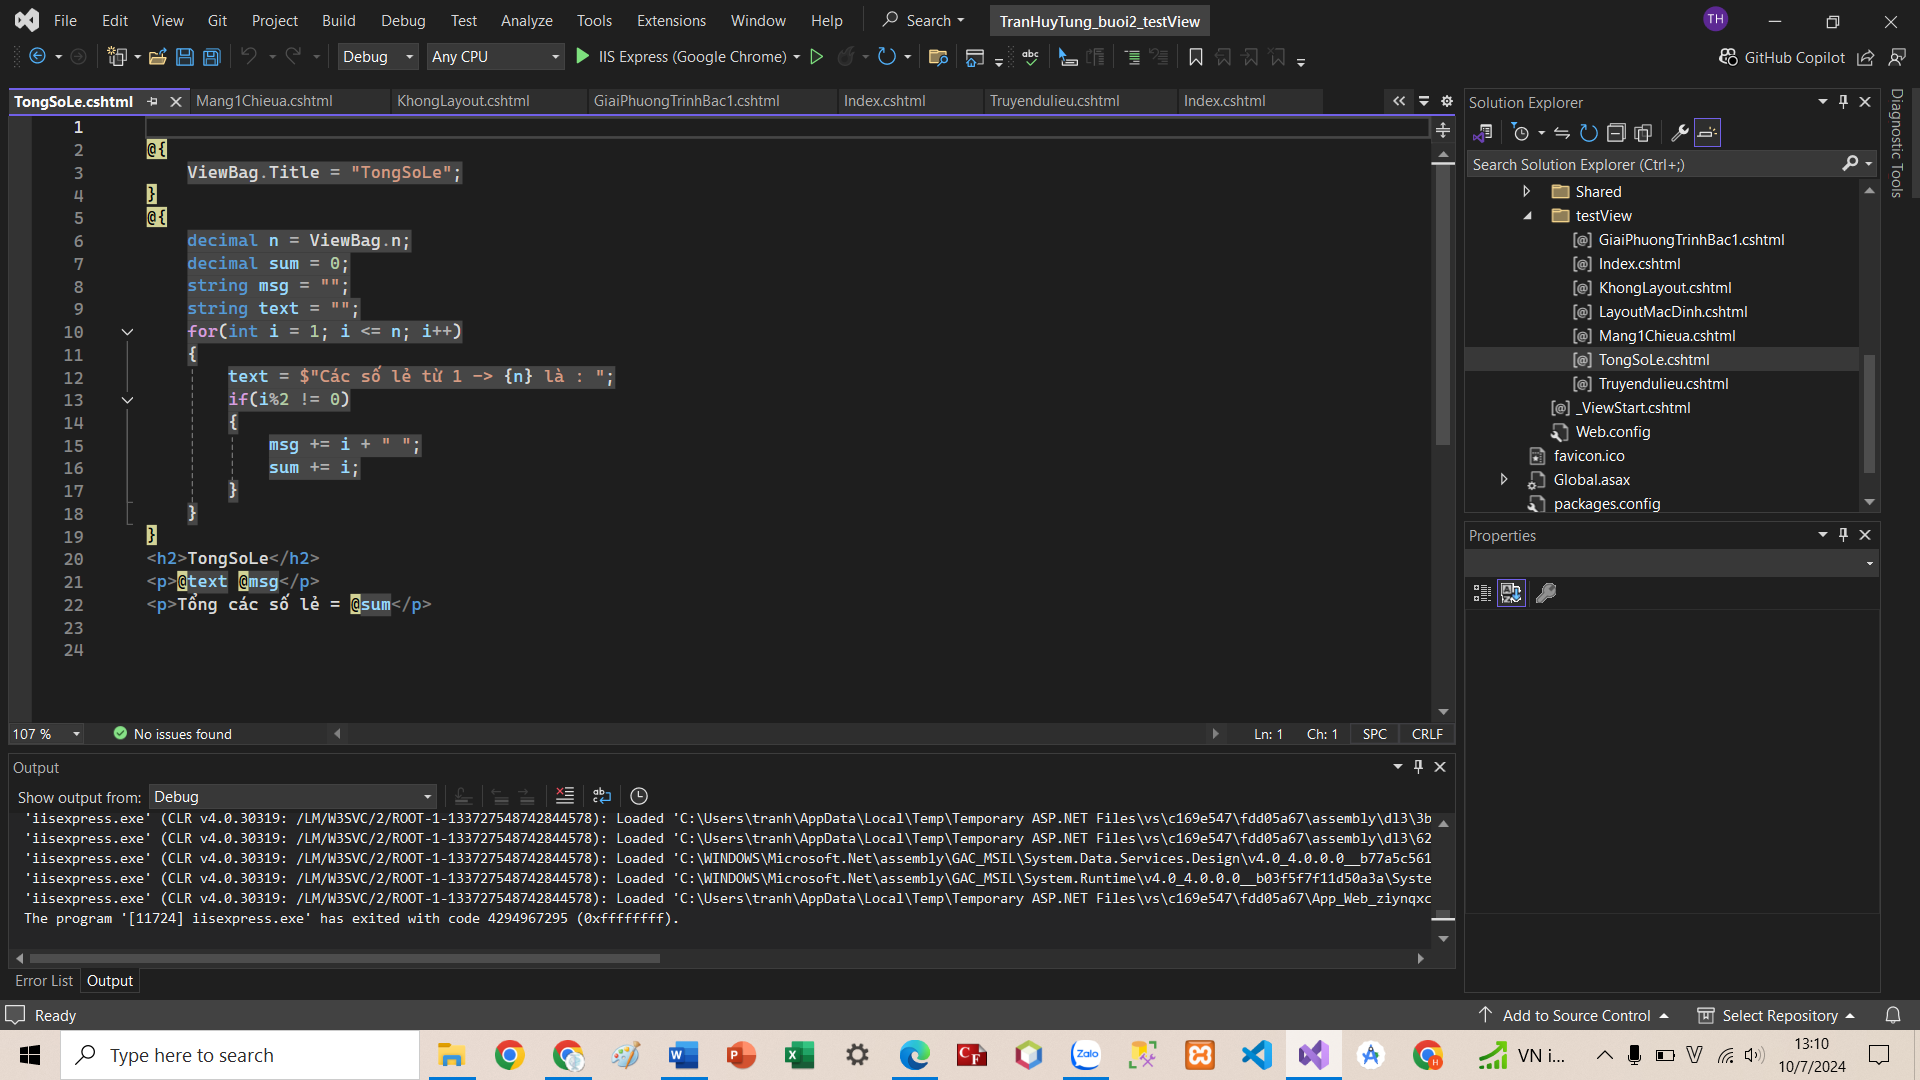 File Edit View Git Project Build Debug Test Analyze Tools Extensions Window Help Search TranHuyTung_buoi2_testView TH
Debug Any CPU IIS Express (Google Chrome) GitHub Copilot
TongSoLe.cshtml Mang1Chieua.cshtml KhongLayout.cshtml GiaiPhuongTrinhBac1.cshtml Index.cshtml Truyendulieu.cshtml Index.cshtml
1
2 @{
3 ViewBag.Title = "TongSoLe";
4 }
5 @{
6 decimal n = ViewBag.n;
7 decimal sum = 0;
8 string msg = "";
9 string text = "";
10 for(int i = 1; i <= n; i++)
11 {
12 text = $"Các số lẻ từ 1 -> {n} là : ";
13 if(i%2 != 0)
14 {
15 msg += i + " ";
16 sum += i;
17 }
18 }
19 }
20 <h2>TongSoLe</h2>
21 <p>@text @msg</p>
22 <p>Tổng các số lẻ = @sum</p>
23
24
107 % No issues found Ln: 1 Ch: 1 SPC CRLF
Output
Show output from: Debug
'iisexpress.exe' (CLR v4.0.30319: /LM/W3SVC/2/ROOT-1-133727548742844578): Loaded 'C:\Users\tranh\AppData\Local\Temp\Temporary ASP.NET Files\vs\c169e547\fdd05a67\assembly\dl3\3b
'iisexpress.exe' (CLR v4.0.30319: /LM/W3SVC/2/ROOT-1-133727548742844578): Loaded 'C:\Users\tranh\AppData\Local\Temp\Temporary ASP.NET Files\vs\c169e547\fdd05a67\assembly\dl3\62
'iisexpress.exe' (CLR v4.0.30319: /LM/W3SVC/2/ROOT-1-133727548742844578): Loaded 'C:\WINDOWS\Microsoft.Net\assembly\GAC_MSIL\System.Data.Services.Design\v4.0_4.0.0.0__b77a5c561
'iisexpress.exe' (CLR v4.0.30319: /LM/W3SVC/2/ROOT-1-133727548742844578): Loaded 'C:\WINDOWS\Microsoft.Net\assembly\GAC_MSIL\System.Runtime\v4.0_4.0.0.0__b03f5f7f11d50a3a\Syste
'iisexpress.exe' (CLR v4.0.30319: /LM/W3SVC/2/ROOT-1-133727548742844578): Loaded 'C:\Users\tranh\AppData\Local\Temp\Temporary ASP.NET Files\vs\c169e547\fdd05a67\App_Web_ziynqxc
The program '[11724] iisexpress.exe' has exited with code 4294967295 (0xffffffff).
Error List Output
Solution Explorer
Search Solution Explorer (Ctrl+;)
Shared
testView
GiaiPhuongTrinhBac1.cshtml
Index.cshtml
KhongLayout.cshtml
LayoutMacDinh.cshtml
Mang1Chieua.cshtml
TongSoLe.cshtml
Truyendulieu.cshtml
_ViewStart.cshtml
Web.config
favicon.ico
Global.asax
packages.config
Properties
Diagnostic Tools
Ready Add to Source Control Select Repository
Type here to search VN i... 13:10
10/7/2024